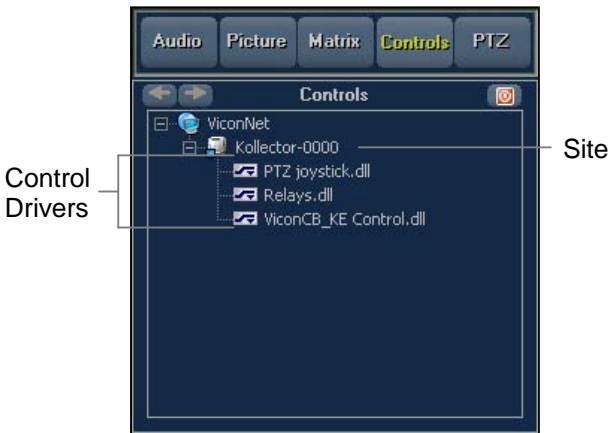 Audio Picture Matrix Controls PTZ
Controls
ViconNet
Kollector-0000
Site
PTZ joystick.dll
Control
Drivers
Relays.dll
ViconCB_KE Control.dll